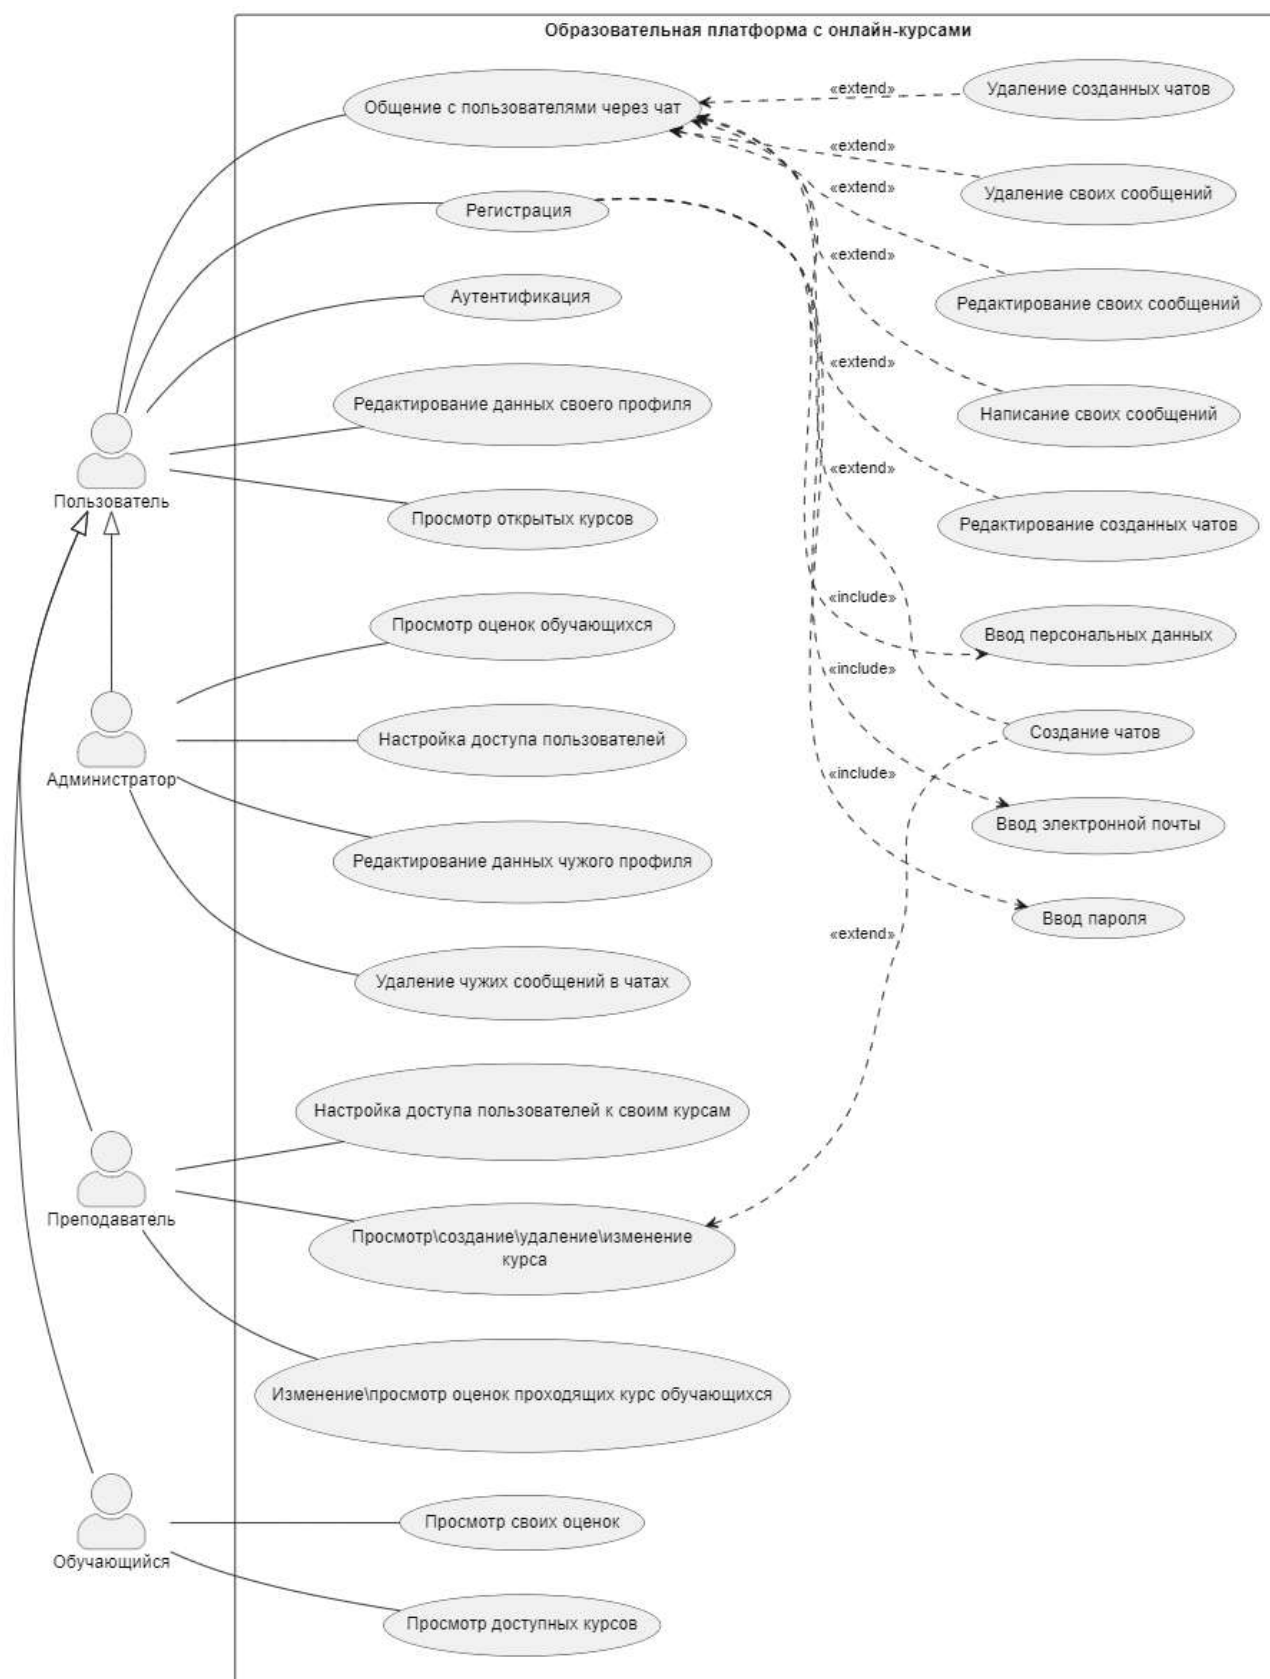 Образовательная платформа с онлайн-курсами
Общение с пользователями через чат
«extend»
Удаление созданных чатов
«extend»
Удаление своих сообщений
«extend»
Регистрация
«extend»
Аутентификация
Редактирование своих сообщений
«extend»
Редактирование данных своего профиля
Написание своих сообщений
Пользователь
«extend»
Просмотр открытых курсов
Редактирование созданных чатов
«include»
Просмотр оценок обучающихся
Ввод персональных данных
«include»
Настройка доступа пользователей
Создание чатов
Администратор
«include»
Ввод электронной почты
Редактирование данных чужого профиля
Ввод пароля
«extend»
Удаление чужих сообщений в чатах
Настройка доступа пользователей к своим курсам
Преподаватель
Просмотр\создание\удаление\изменение
курса
Изменение\просмотр оценок проходящих курс обучающихся
Просмотр своих оценок
Обучающийся
Просмотр доступных курсов